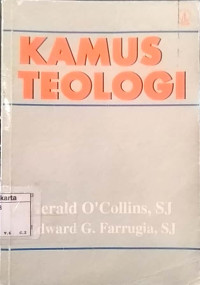 KAMUS
TEOLOGI
erald O'Collins, SJ
dward G. Farrugia, SJ
karta